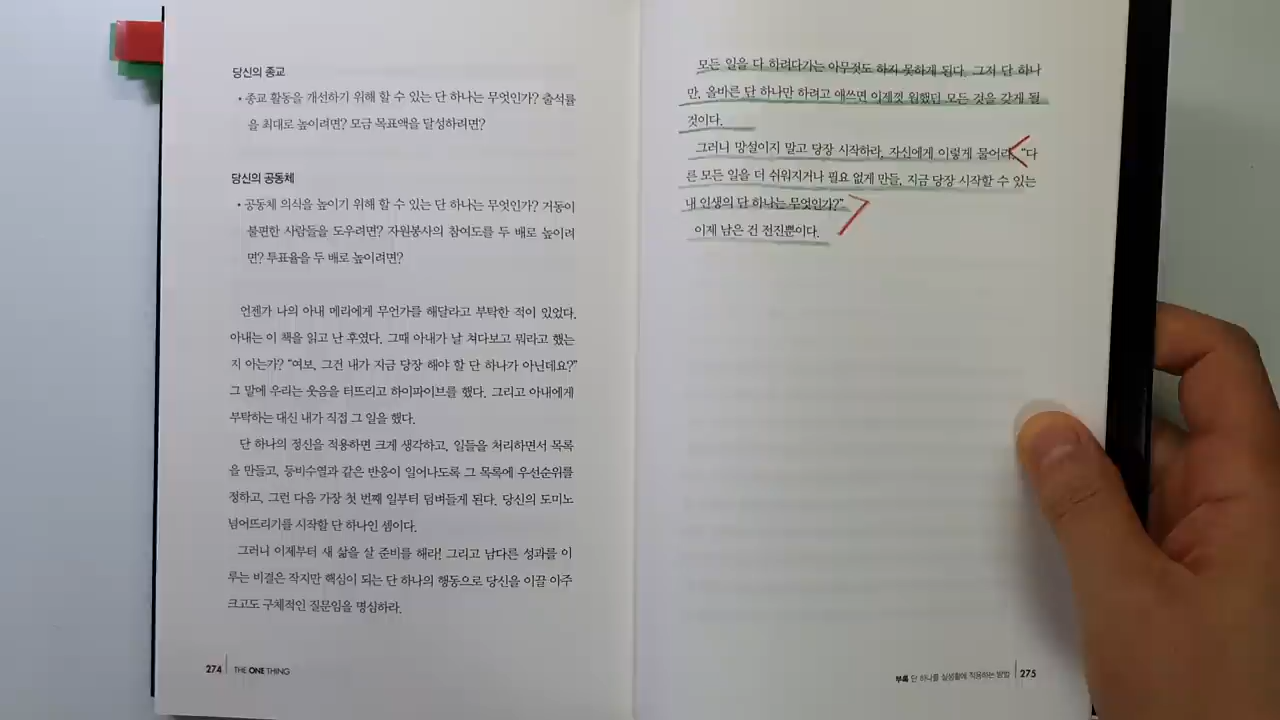 당신의 종교
• 종교 활동을 개선하기 위해 할 수 있는 단 하나는 무엇인가? 출석률
을 최대로 높이려면? 모금 목표액을 달성하려면?
당신의 공동체
• 공동체 의식을 높이기 위해 할 수 있는 단 하나는 무엇인가? 거동이
불편한 사람들을 도우려면? 자원봉사의 참여도를 두 배로 높이려
면? 투표율을 두 배로 높이려면?
언젠가 나의 아내 메리에게 무언가를 해달라고 부탁한 적이 있었다.
아내는 이 책을 읽고 난 후였다. 그때 아내가 날 쳐다보고 뭐라고 했는
지 아는가? “여보, 그건 내가 지금 당장 해야 할 단 하나가 아닌데요?”
그 말에 우리는 웃음을 터뜨리고 하이파이브를 했다. 그리고 아내에게
부탁하는 대신 내가 직접 그 일을 했다.
단 하나의 정신을 적용하면 크게 생각하고, 일들을 처리하면서 목록
을 만들고, 등비수열과 같은 반응이 일어나도록 그 목록에 우선순위를
정하고, 그런 다음 가장 첫 번째 일부터 덤벼들게 된다. 당신의 도미노
넘어뜨리기를 시작할 단 하나인 셈이다.
그러니 이제부터 새 삶을 살 준비를 해라! 그리고 남다른 성과를 이
루는 비결은 작지만 핵심이 되는 단 하나의 행동으로 당신을 이끌 아주
크고도 구체적인 질문임을 명심하라.
274 THE ONE THING
모든 일을 다 하려다가는 아무것도 하지 못하게 된다. 그저 단 하나
만, 올바른 단 하나만 하려고 애쓰면 이제껏 원했던 모든 것을 갖게 될
것이다.
그러니 망설이지 말고 당장 시작하라. 자신에게 이렇게 물어라. “다
른 모든 일을 더 쉬워지거나 필요 없게 만들, 지금 당장 시작할 수 있는
내 인생의 단 하나는 무엇인가?”
이제 남은 건 전진뿐이다.
부록 단 하나를 실생활에 적용하는 방법 275